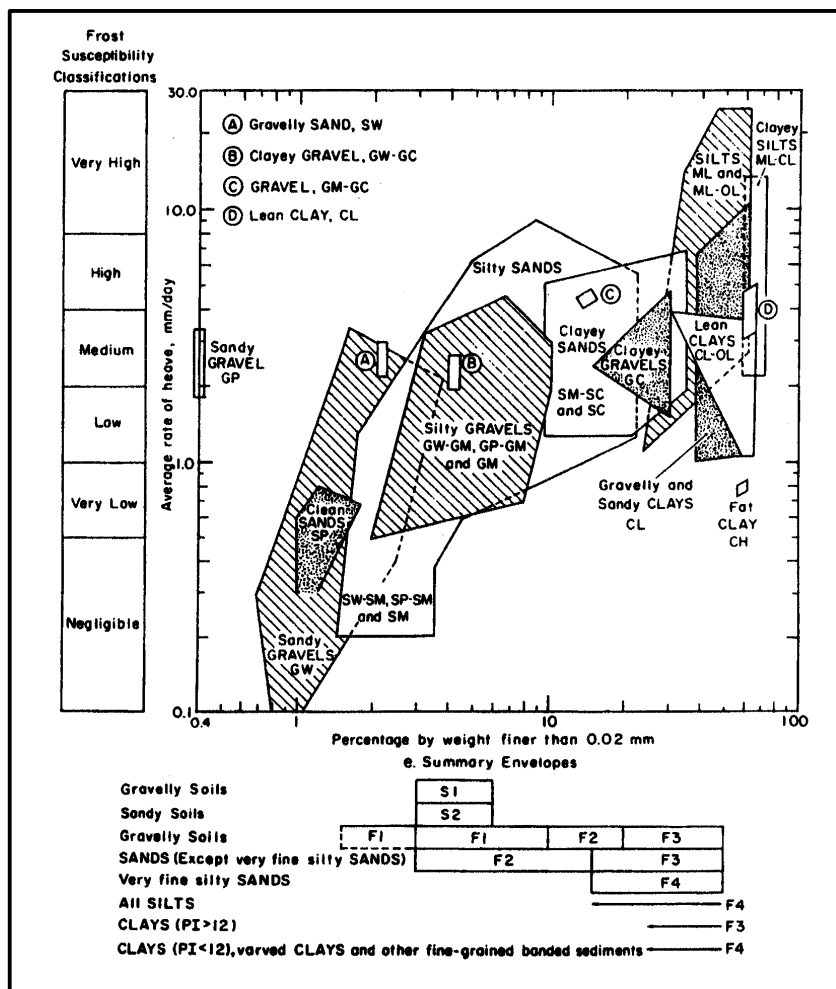 Frost
Susceptibility
Classifications
Very High
High
Medium
Low
Very Low
Negligible
Average rate of heave, mm/day
30.0
10.0
1.0
0.1
0.4
1
10
100
Percentage by weight finer than 0.02 mm
A Gravelly SAND, SW
B Clayey GRAVEL, GW-GC
C GRAVEL, GM-GC
D Lean CLAY, CL
SILTS
ML and
ML-OL
Clayey
SILTS
ML-CL
Silty SANDS
Sandy
GRAVEL
GP
A
B
C
D
Clayey
SANDS
SM-SC
and SC
Clayey
GRAVELS
GC
Lean
CLAYS
CL-OL
Silty GRAVELS
GW-GM, GP-GM
and GM
Gravelly and
Sandy CLAYS
CL
Fat
CLAY
CH
Clean
SANDS
SP
SW-SM, SP-SM
and SM
Sandy
GRAVELS
GW
e. Summary Envelopes
Gravelly Soils S1
Sandy Soils S2
Gravelly Soils F1 F1 F2 F3
SANDS (Except very fine silty SANDS) F2 F3
Very fine silty SANDS F4
All SILTS F4
CLAYS (PI>12) F3
CLAYS (PI<12), varved CLAYS and other fine-grained banded sediments F4